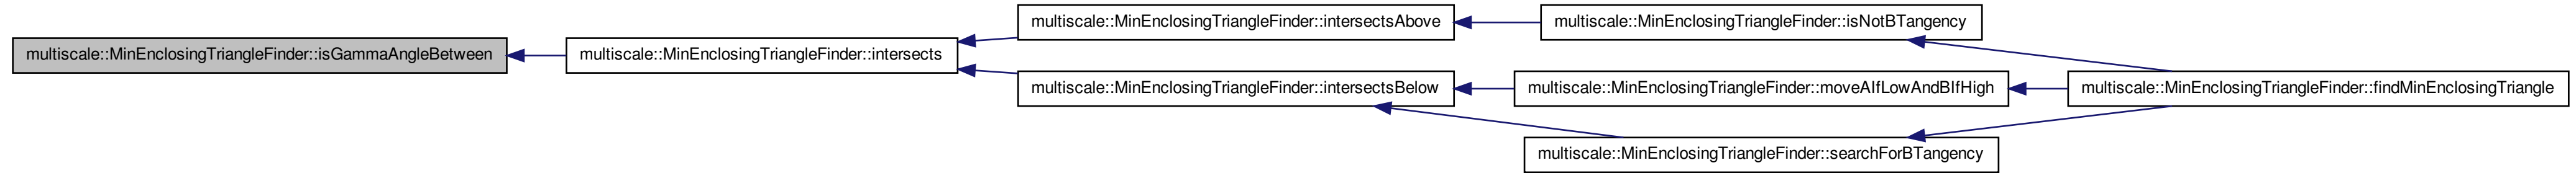 multiscale::MinEnclosingTriangleFinder::isGammaAngleBetween
multiscale::MinEnclosingTriangleFinder::intersects
multiscale::MinEnclosingTriangleFinder::intersectsAbove
multiscale::MinEnclosingTriangleFinder::isNotBTangency
multiscale::MinEnclosingTriangleFinder::intersectsBelow
multiscale::MinEnclosingTriangleFinder::moveAIfLowAndBIfHigh
multiscale::MinEnclosingTriangleFinder::findMinEnclosingTriangle
multiscale::MinEnclosingTriangleFinder::searchForBTangency